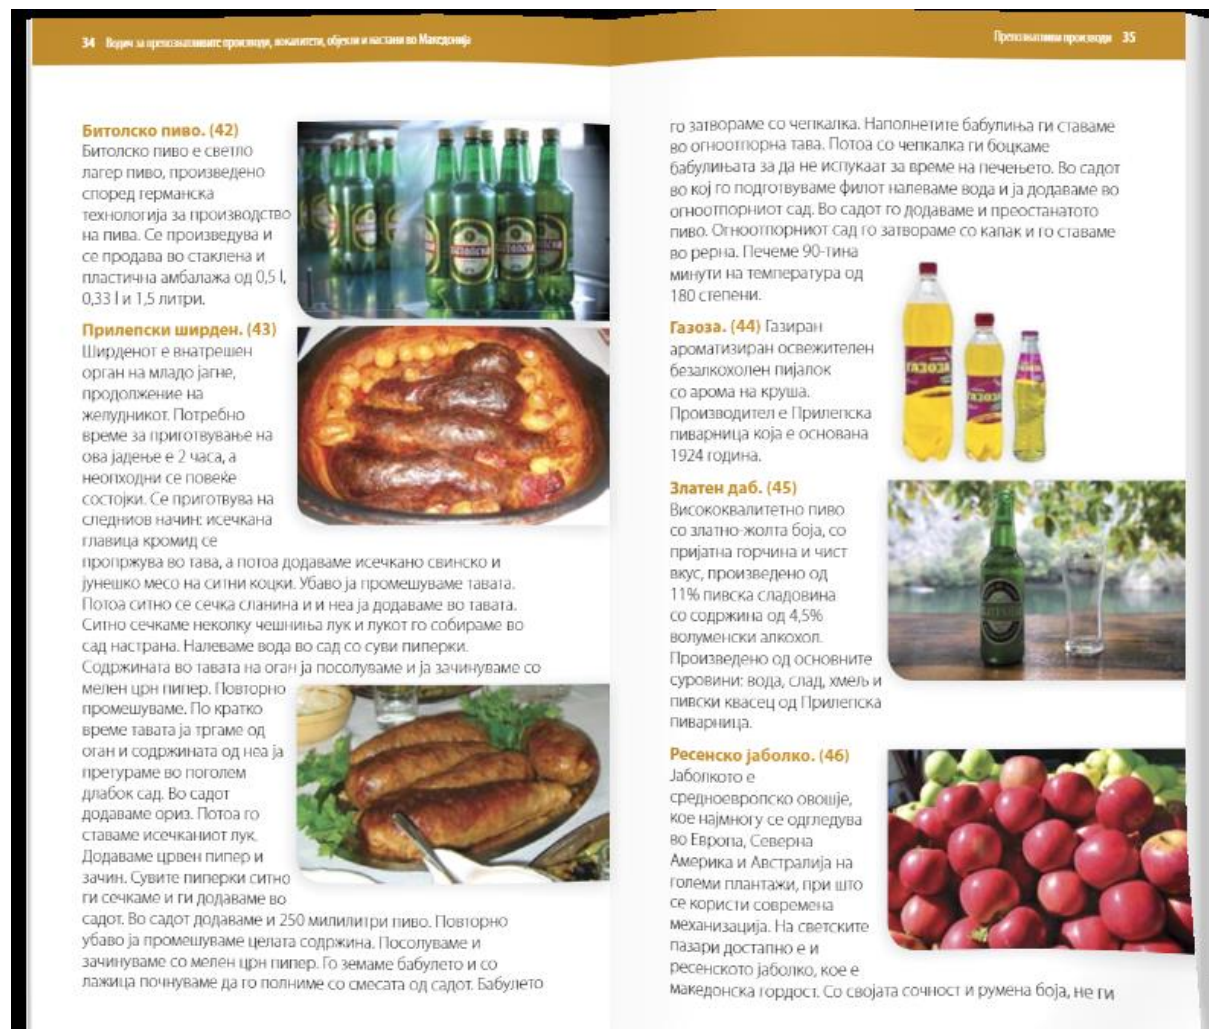 34 Водич за препознатливите производи, локалитети, објекти и настани во Македонија
Битолско пиво. (42)
Битолско пиво е светло
лагер пиво, произведено
според германска
технологија за производство
на пива. Се произведува и
се продава во стаклена и
пластична амбалажа од 0,5 l,
0,33 l и 1,5 литри.
Прилепски ширден. (43)
Ширденот е внатрешен
орган на младо јагне,
продолжение на
желудникот. Потребно
време за приготвување на
ова јадење е 2 часа, а
неопходни се повеќе
состојки. Се приготвува на
следниов начин: исечкана
главица кромид се
пропржува во тава, а потоа додаваме исечкано свинско и
јунешко месо на ситни коцки. Убаво ја промешуваме тавата.
Потоа ситно се сечка сланина и и неа ја додаваме во тавата.
Ситно сечкаме неколку чешниња лук и лукот го собираме во
сад настрана. Налеваме вода во сад со суви пиперки.
Содржината во тавата на оган ја посолуваме и ја зачинуваме со
мелен црн пипер. Повторно
промешуваме. По кратко
време тавата ја тргаме од
оган и содржината од неа ја
претураме во поголем
длабок сад. Во садот
додаваме ориз. Потоа го
ставаме исечканиот лук.
Додаваме црвен пипер и
зачин. Сувите пиперки ситно
ги сечкаме и ги додаваме во
садот. Во садот додаваме и 250 милилитри пиво. Повторно
убаво ја промешуваме целата содржина. Посолуваме и
зачинуваме со мелен црн пипер. Го земаме бабулето и со
лажица почнуваме да го полниме со смесата од садот. Бабулето
Препознатливи производи 35
го затвораме со чепкалка. Наполнетите бабулиња ги ставаме
во огноотпорна тава. Потоа со чепкалка ги боцкаме
бабулињата за да не испукаат за време на печењето. Во садот
во кој го подготвуваме филот налеваме вода и ја додаваме во
огноотпорниот сад. Во садот го додаваме и преостанатото
пиво. Огноотпорниот сад го затвораме со капак и го ставаме
во рерна. Печеме 90-тина
минути на температура од
180 степени.
Газоза. (44) Газиран
ароматизиран освежителен
безалкохолен пијалок
со арома на круша.
Производител е Прилепска
пиварница која е основана
1924 година.
ГАЗОЗА
ГАЗОЗА
Златен даб. (45)
Висококвалитетно пиво
со златно-жолта боја, со
пријатна горчина и чист
вкус, произведено од
11% пивска сладовина
со содржина од 4,5%
волуменски алкохол.
Произведено од основните
суровини: вода, слад, хмељ и
пивски квасец од Прилепска
пиварница.
Ресенско јаболко. (46)
Јаболкото е
средноевропско овошје,
кое најмногу се одгледува
во Европа, Северна
Америка и Австралија на
големи плантажи, при што
се користи современа
механизација. На светските
пазари достапно е и
ресенското јаболко, кое е
македонска гордост. Со својата сочност и румена боја, не ги